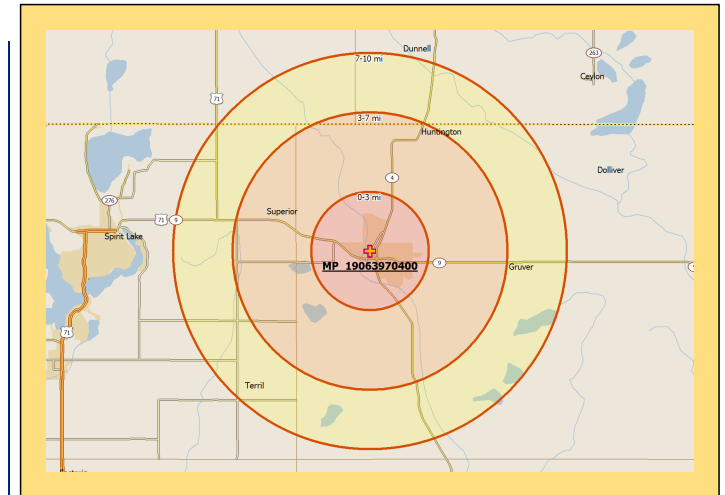 Dunnell
7-10 mi
263
Ceylon
71
3-7 mi
Huntington
Dolliver
4
0-3 mi
276
Superior
71
9
Spirit Lake
MP 19063970400
9
Gruver
71
Terril